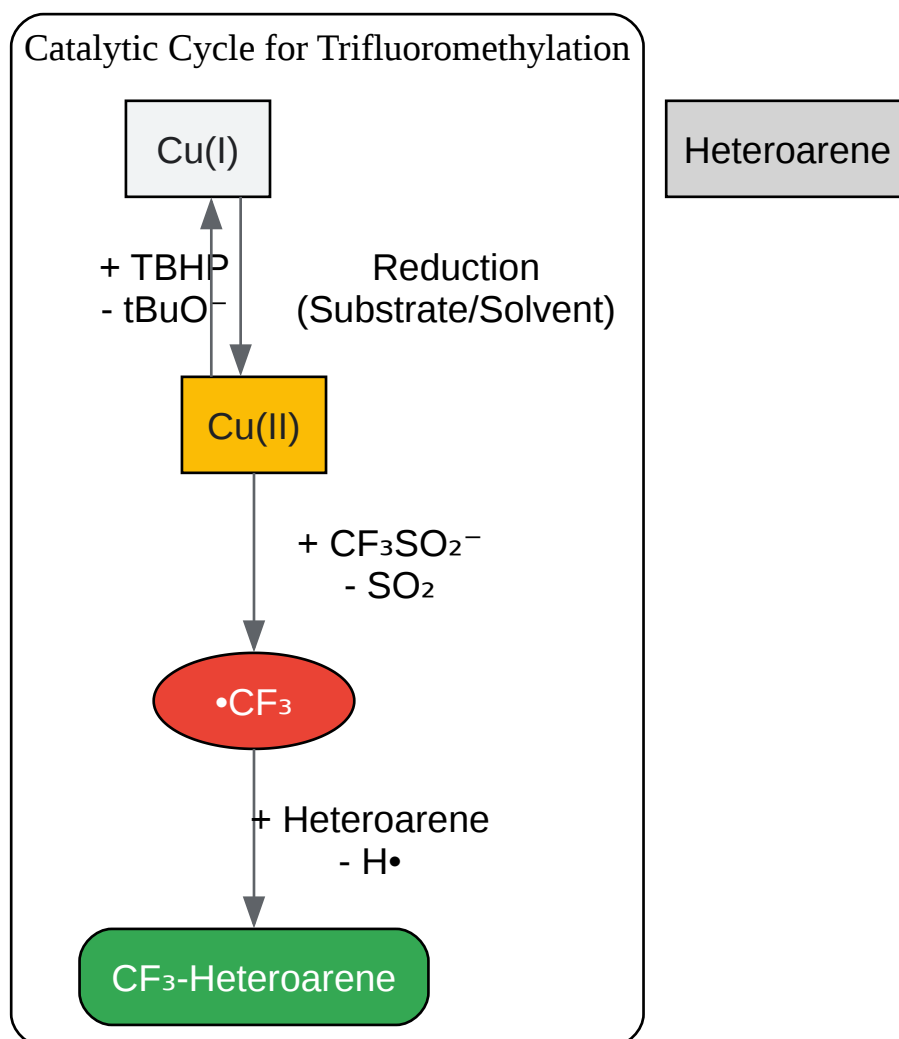 Catalytic Cycle for Trifluoromethylation
Cu(I)
Heteroarene
+ TBHP
- tBuO⁻
Reduction
(Substrate/Solvent)
Cu(II)
+ CF₃SO₂⁻
- SO₂
•CF₃
+ Heteroarene
- H•
CF₃-Heteroarene